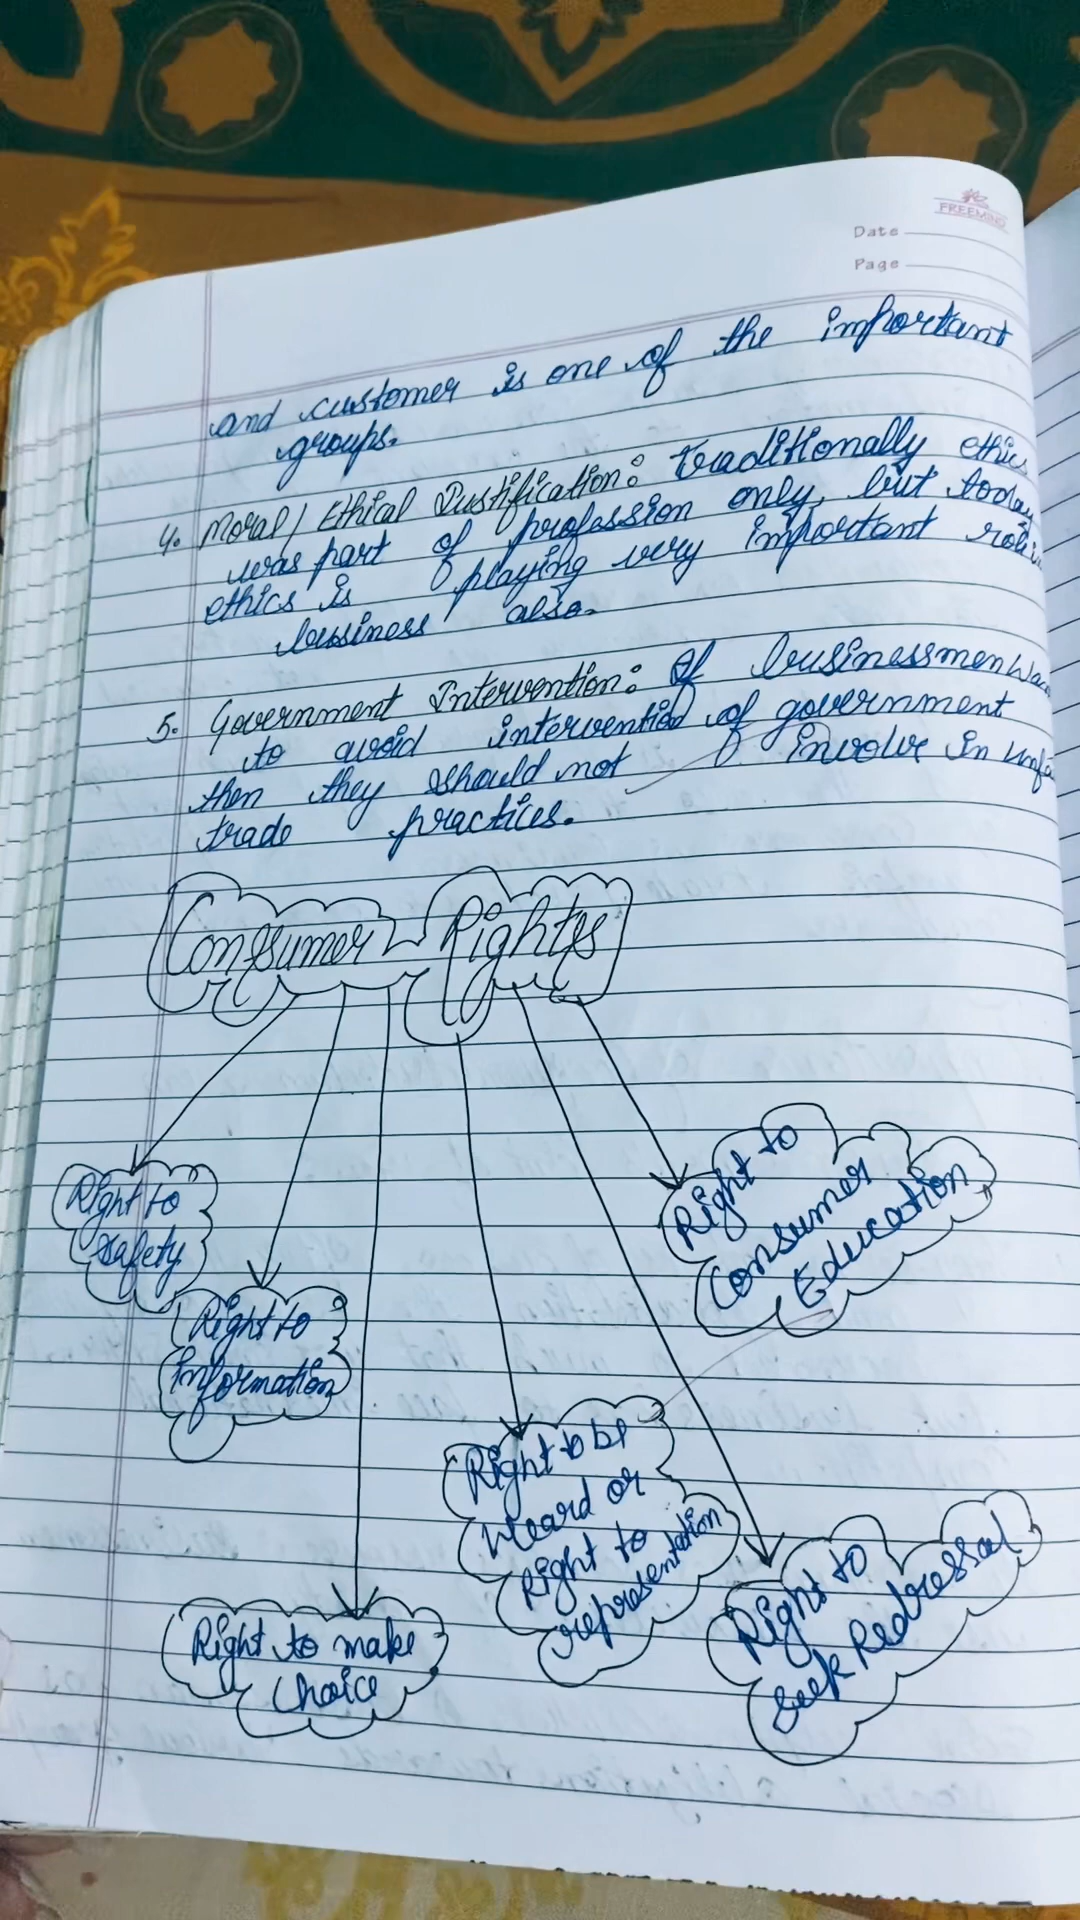 FREEMIND
Date
Page
and customer is one of the important
groups.
4. Moral/Ethical Justification: Traditionally ethics
was part of profession only, but today
ethics is playing very important role
bussiness also.
5. Government Intervention: If businessmen
to avoid intervention of government
then they should not involve in
trade practices.
Consumer Rights
Right to
safety
Right to
information
Right to make
choice
Right to be
Heard or
Right to
representation
Right to
Seek Redressal
Right to
Consumer
Education